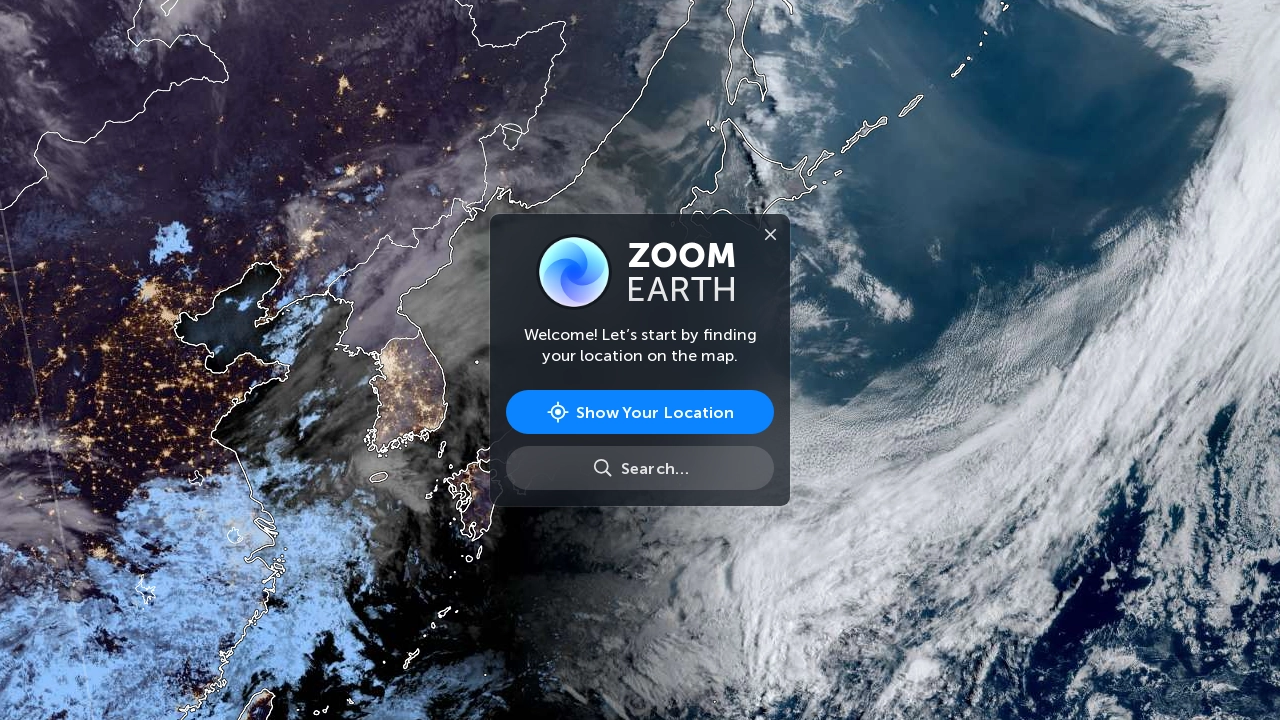 ZOOM
EARTH
Welcome! Let’s start by finding
your location on the map.
Show Your Location
Search…